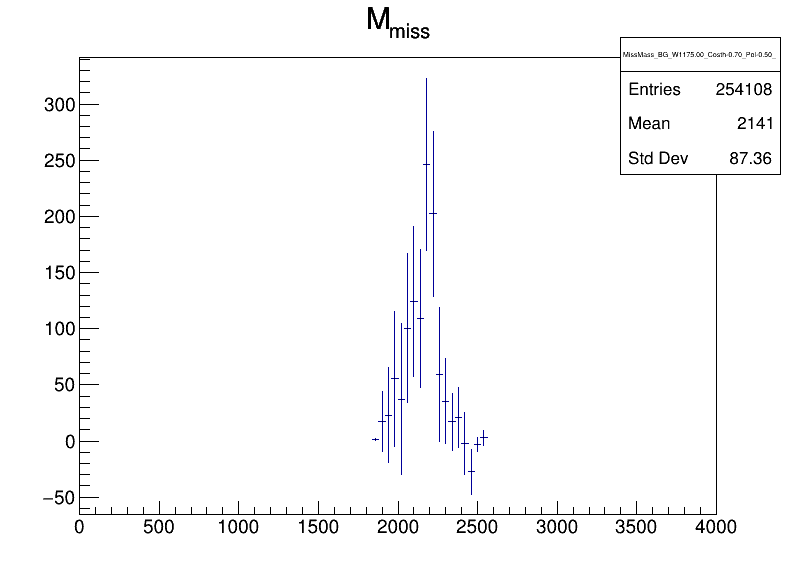 M_miss
MissMass_BG_W1175.00_Costh-0.70_Pol-0.50_
Entries 254108
Mean 2141
Std Dev 87.36
300
250
200
150
100
50
0
−50
0 500 1000 1500 2000 2500 3000 3500 4000